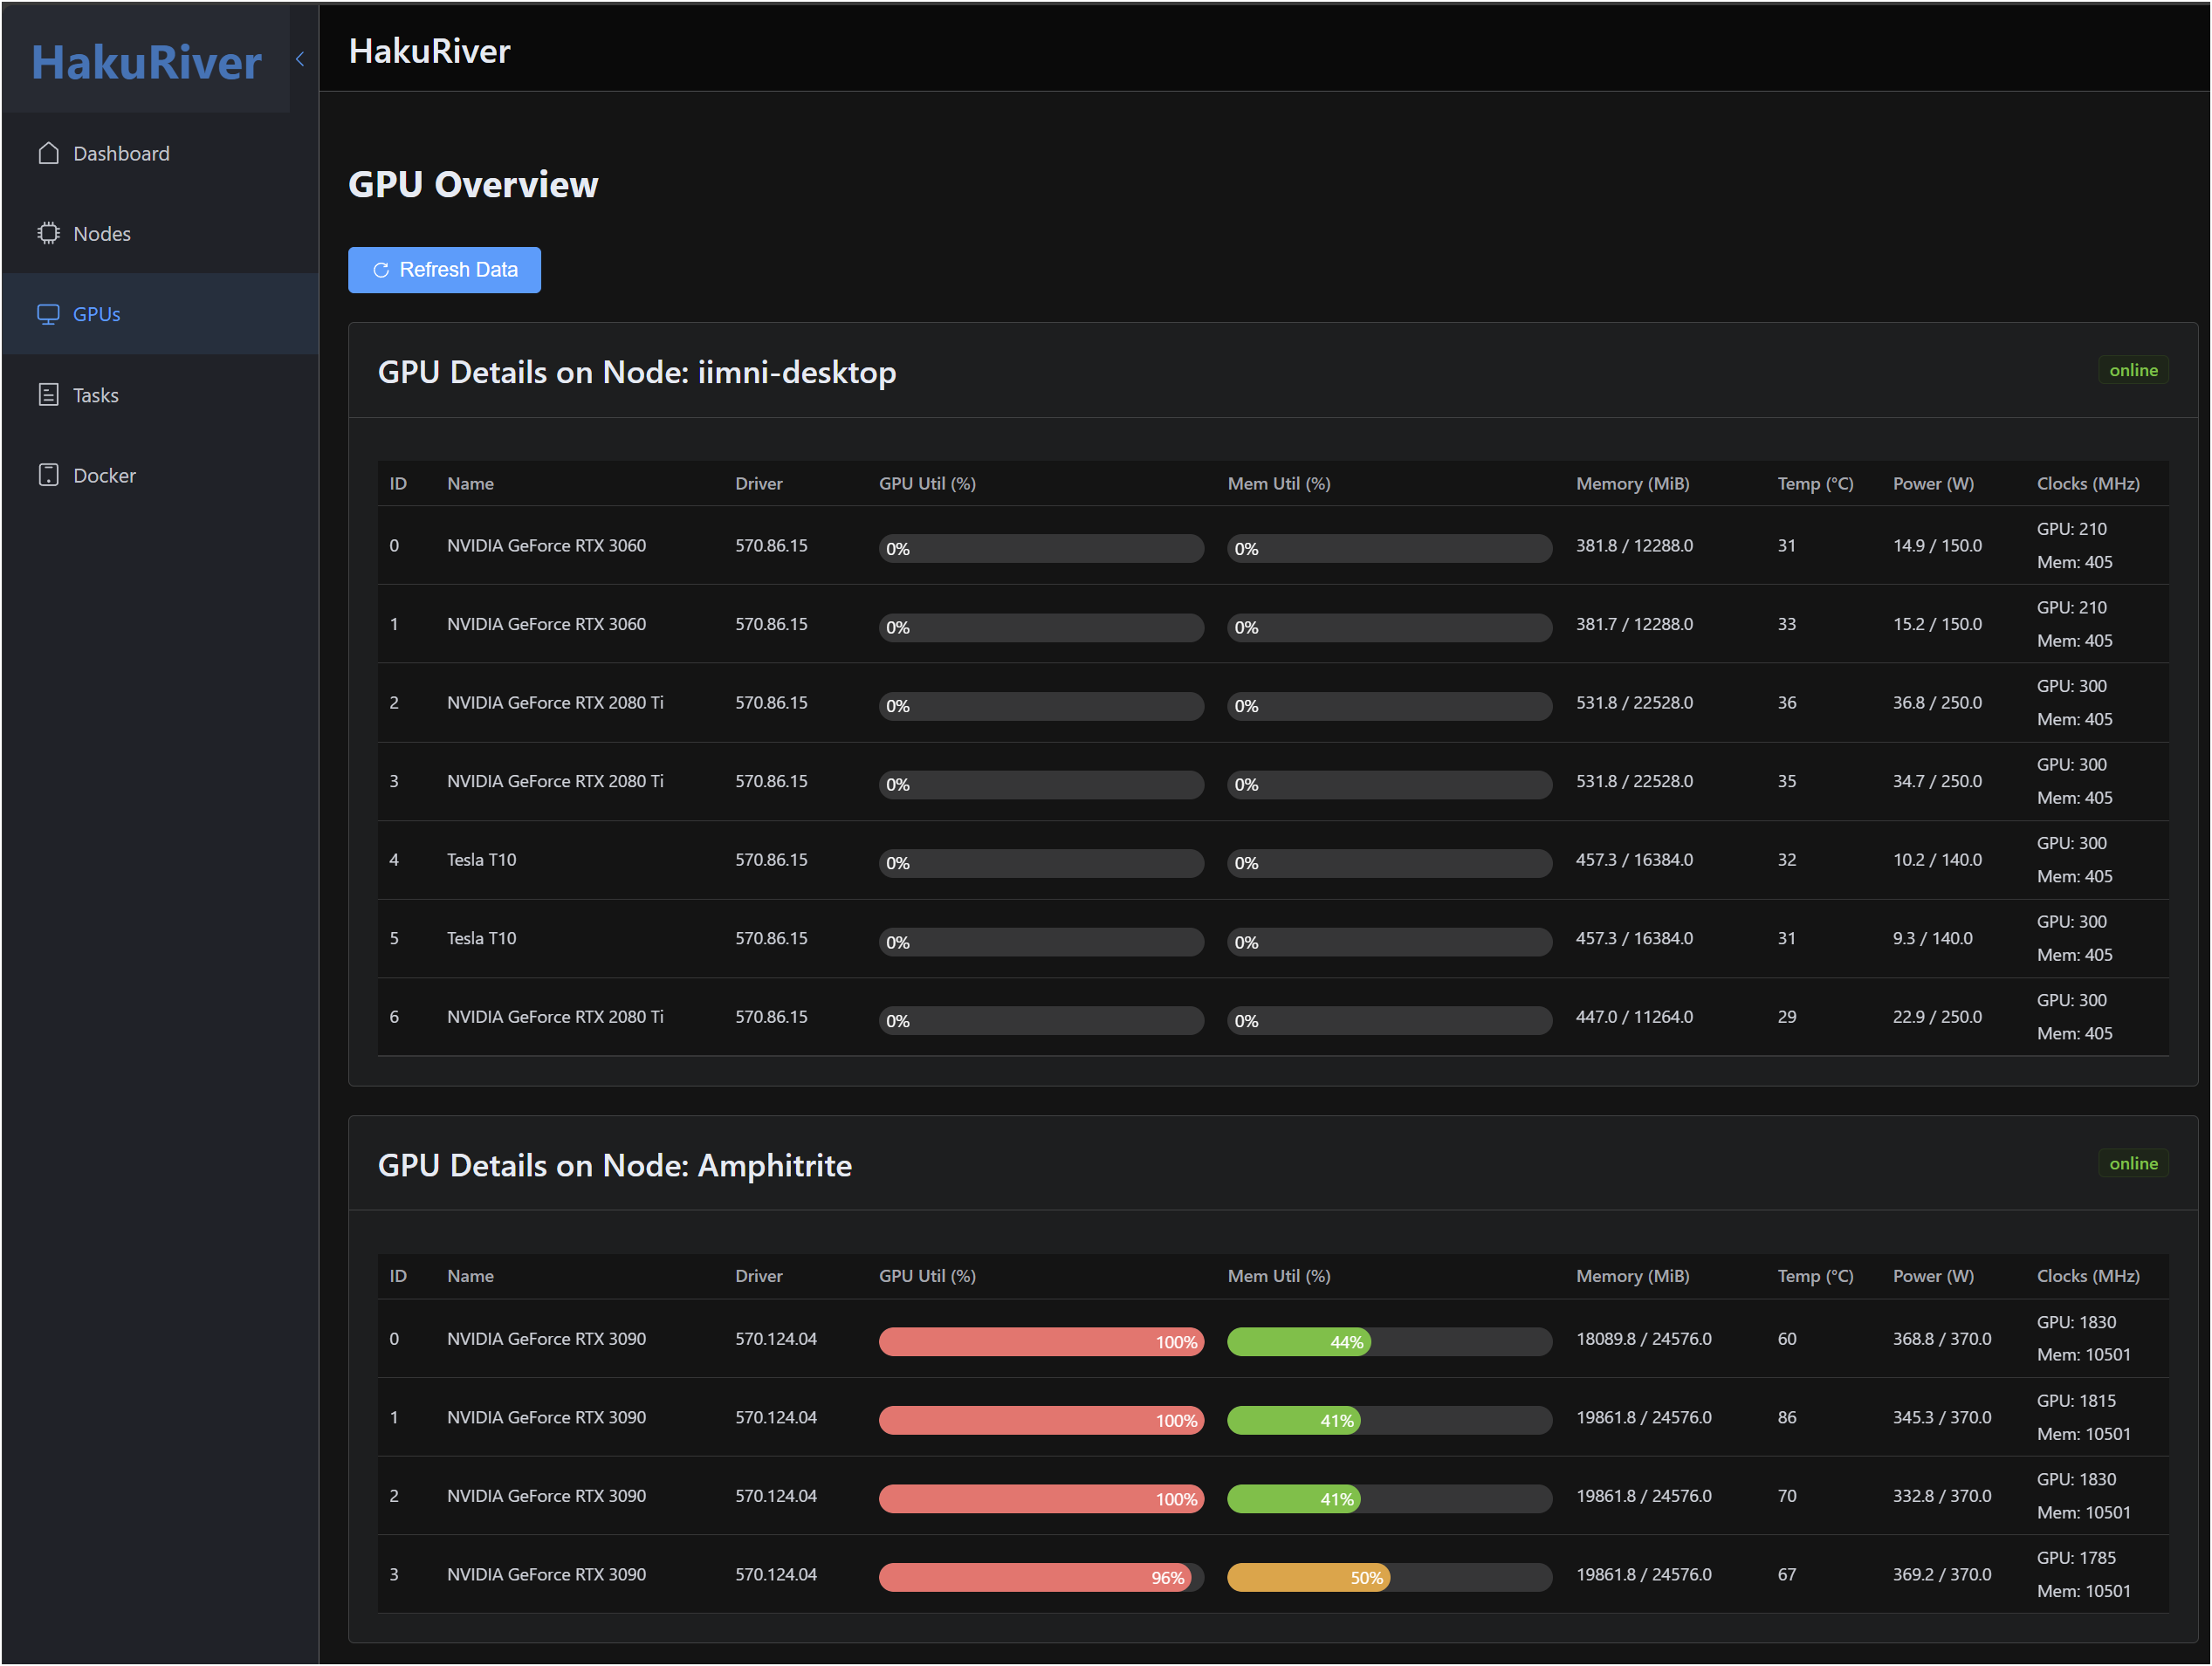 HakuRiver
HakuRiver
Dashboard
Nodes
GPUs
Tasks
Docker
GPU Overview
Refresh Data
GPU Details on Node: iimni-desktop
online
ID Name Driver GPU Util (%) Mem Util (%) Memory (MiB) Temp (°C) Power (W) Clocks (MHz)
0 NVIDIA GeForce RTX 3060 570.86.15 0% 0% 381.8 / 12288.0 31 14.9 / 150.0 GPU: 210
Mem: 405
1 NVIDIA GeForce RTX 3060 570.86.15 0% 0% 381.7 / 12288.0 33 15.2 / 150.0 GPU: 210
Mem: 405
2 NVIDIA GeForce RTX 2080 Ti 570.86.15 0% 0% 531.8 / 22528.0 36 36.8 / 250.0 GPU: 300
Mem: 405
3 NVIDIA GeForce RTX 2080 Ti 570.86.15 0% 0% 531.8 / 22528.0 35 34.7 / 250.0 GPU: 300
Mem: 405
4 Tesla T10 570.86.15 0% 0% 457.3 / 16384.0 32 10.2 / 140.0 GPU: 300
Mem: 405
5 Tesla T10 570.86.15 0% 0% 457.3 / 16384.0 31 9.3 / 140.0 GPU: 300
Mem: 405
6 NVIDIA GeForce RTX 2080 Ti 570.86.15 0% 0% 447.0 / 11264.0 29 22.9 / 250.0 GPU: 300
Mem: 405
GPU Details on Node: Amphitrite
online
ID Name Driver GPU Util (%) Mem Util (%) Memory (MiB) Temp (°C) Power (W) Clocks (MHz)
0 NVIDIA GeForce RTX 3090 570.124.04 100% 44% 18089.8 / 24576.0 60 368.8 / 370.0 GPU: 1830
Mem: 10501
1 NVIDIA GeForce RTX 3090 570.124.04 100% 41% 19861.8 / 24576.0 86 345.3 / 370.0 GPU: 1815
Mem: 10501
2 NVIDIA GeForce RTX 3090 570.124.04 100% 41% 19861.8 / 24576.0 70 332.8 / 370.0 GPU: 1830
Mem: 10501
3 NVIDIA GeForce RTX 3090 570.124.04 96% 50% 19861.8 / 24576.0 67 369.2 / 370.0 GPU: 1785
Mem: 10501